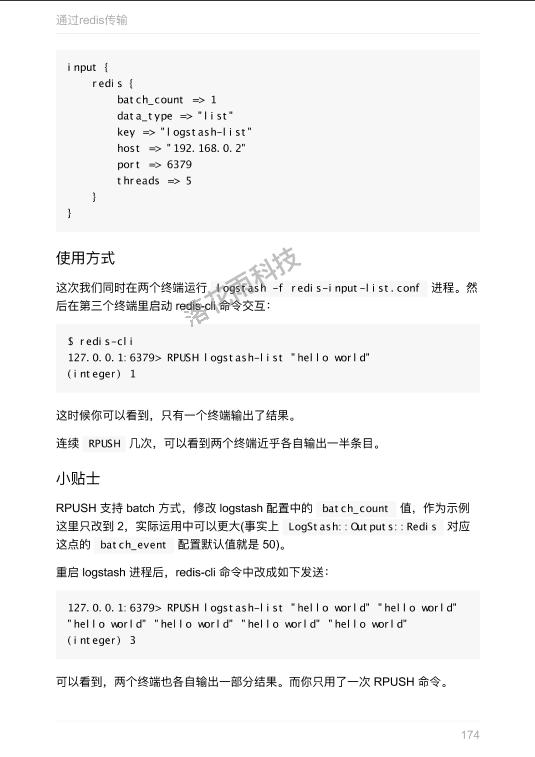 通过redis传输
input {
redis {
batch_count => 1
data_type => "list"
key => "logstash-list"
host => "192.168.0.2"
port => 6379
threads => 5
}
}
使用方式
这次我们同时在两个终端运行 logstash -f redis-input-list.conf 进程。然
后在第三个终端里启动 redis-cli 命令交互：
$ redis-cli
127.0.0.1:6379> RPUSH logstash-list "hello world"
(integer) 1
这时候你可以看到，只有一个终端输出了结果。
连续 RPUSH 几次，可以看到两个终端近乎各自输出一半条目。
小贴士
RPUSH 支持 batch 方式，修改 logstash 配置中的 batch_count 值，作为示例
这里只改到 2，实际运用中可以更大(事实上 LogStash::Outputs::Redis 对应
这点的 batch_event 配置默认值就是 50)。
重启 logstash 进程后，redis-cli 命令中改成如下发送：
127.0.0.1:6379> RPUSH logstash-list "hello world" "hello world"
"hello world" "hello world" "hello world" "hello world"
(integer) 3
可以看到，两个终端也各自输出一部分结果。而你只用了一次 RPUSH 命令。
174
落花雨科技